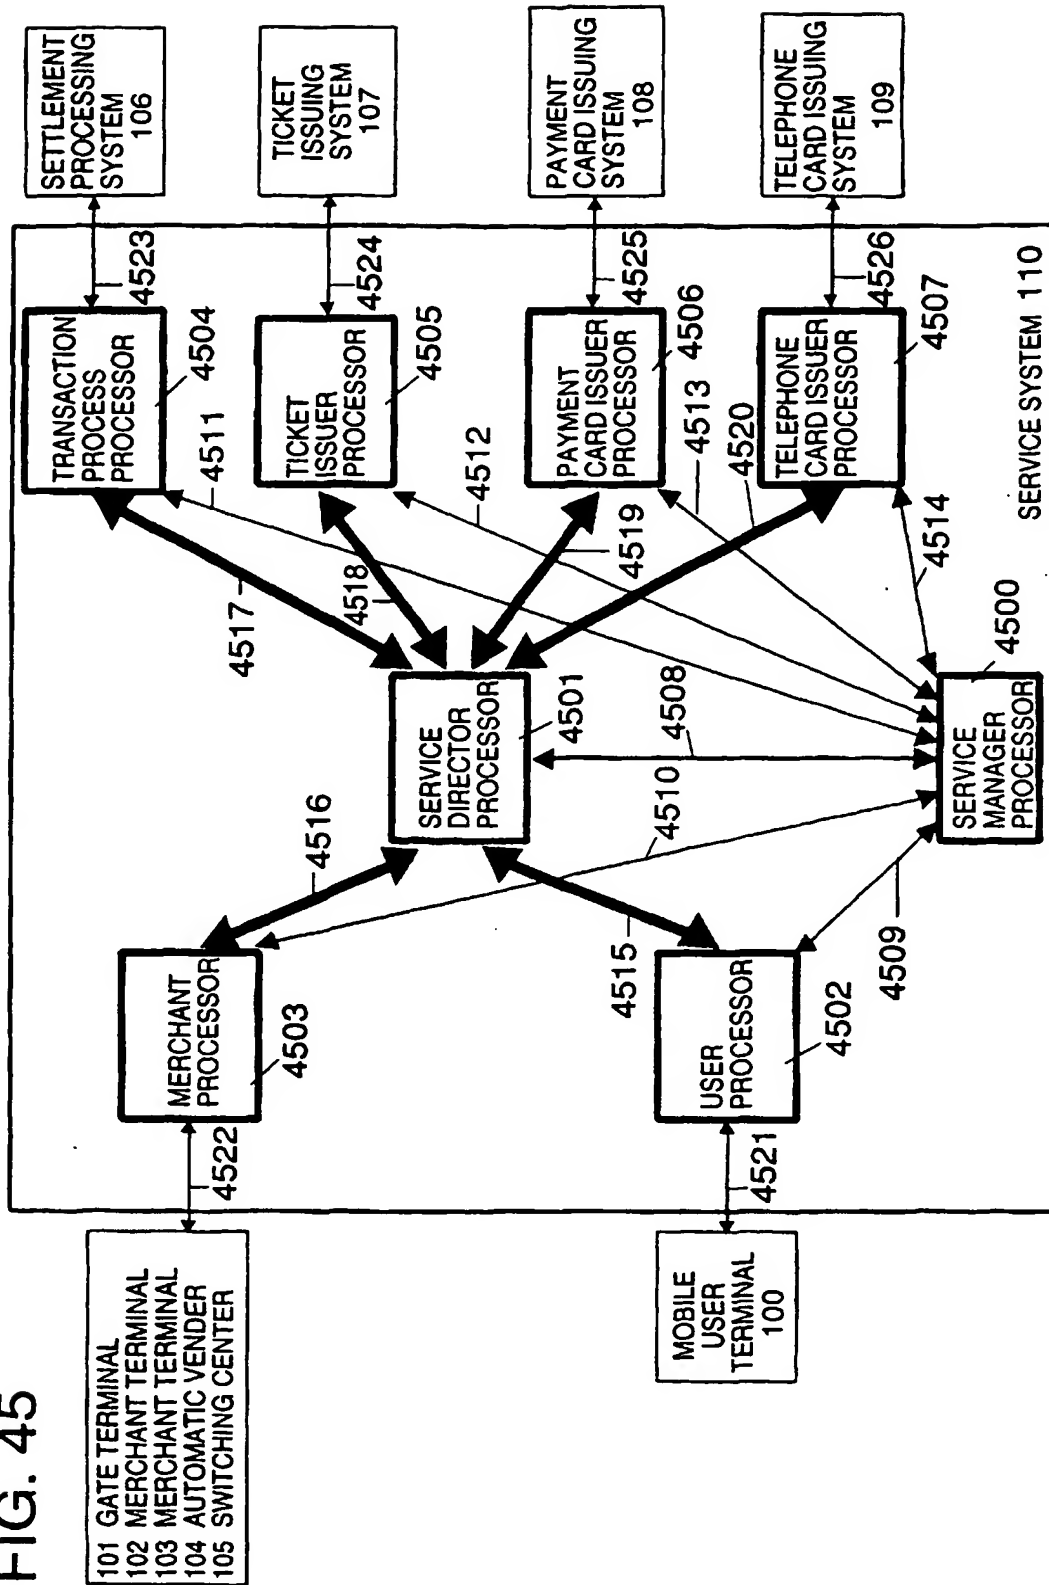 FIG. 45
101 GATE TERMINAL
102 MERCHANT TERMINAL
103 MERCHANT TERMINAL
104 AUTOMATIC VENDER
105 SWITCHING CENTER
MOBILE
USER
TERMINAL
100
4522
4521
MERCHANT
PROCESSOR
4503
USER
PROCESSOR
4502
4516
4515
4510
4509
SERVICE
DIRECTOR
PROCESSOR
4501
4508
SERVICE
MANAGER
PROCESSOR
4500
4517
4518
4519
4520
4511
4512
4513
4514
TRANSACTION
PROCESS
PROCESSOR
4504
TICKET
ISSUER
PROCESSOR
4505
PAYMENT
CARD ISSUER
PROCESSOR
4506
TELEPHONE
CARD ISSUER
PROCESSOR
4507
SERVICE SYSTEM 110
4523
4524
4525
4526
SETTLEMENT
PROCESSING
SYSTEM
106
TICKET
ISSUING
SYSTEM
107
PAYMENT
CARD ISSUING
SYSTEM
108
TELEPHONE
CARD ISSUING
SYSTEM
109